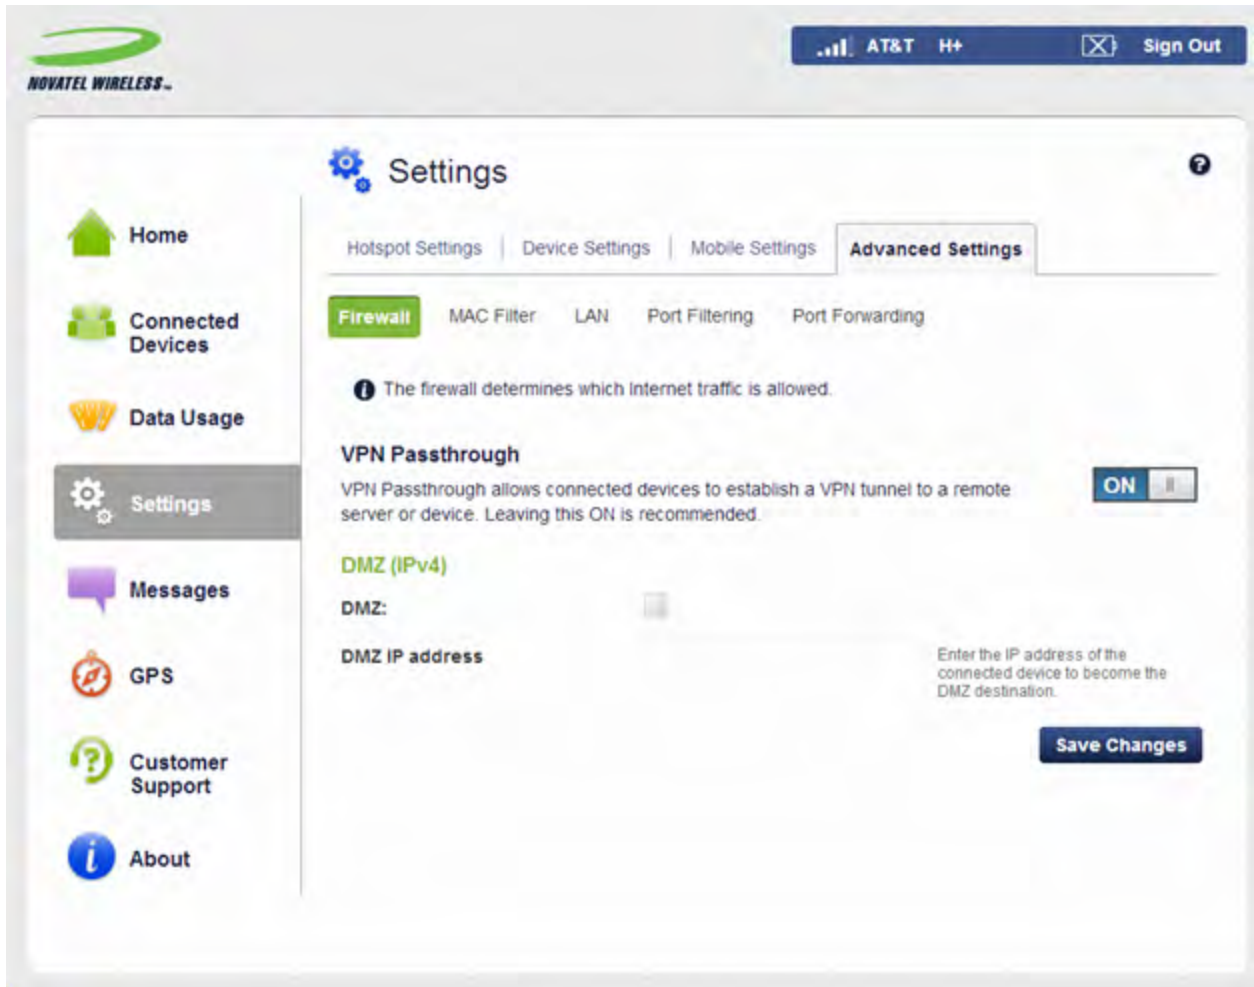 NOVATEL WIRELESS™
AT&T H+ Sign Out
Settings
Home
Connected
Devices
Data Usage
Settings
Messages
GPS
Customer
Support
About
Hotspot Settings Device Settings Mobile Settings Advanced Settings
Firewall MAC Filter LAN Port Filtering Port Forwarding
The firewall determines which Internet traffic is allowed.
VPN Passthrough
VPN Passthrough allows connected devices to establish a VPN tunnel to a remote
server or device. Leaving this ON is recommended.
ON
DMZ (IPv4)
DMZ:
DMZ IP address
Enter the IP address of the
connected device to become the
DMZ destination.
Save Changes